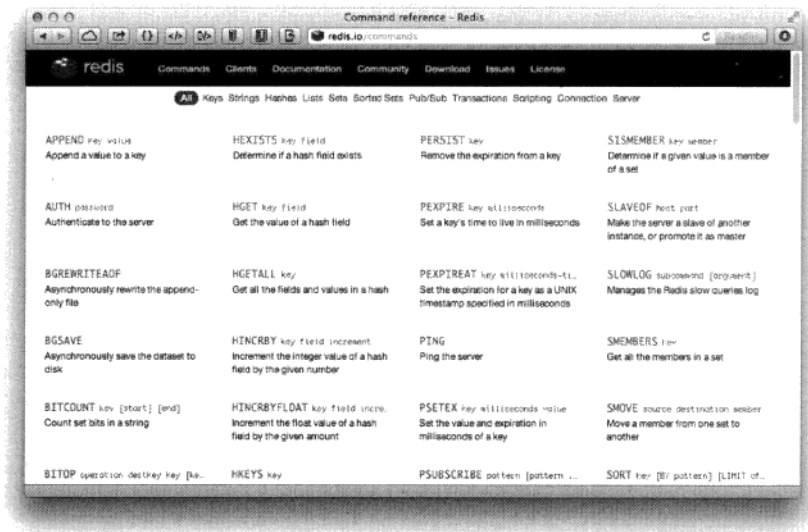 Command reference – Redis
redis.io/commands
redis
Commands Clients Documentation Community Download Issues License
All Keys Strings Hashes Lists Sets Sorted Sets Pub/Sub Transactions Scripting Connection Server
APPEND key value
Append a value to a key
HEXISTS key field
Determine if a hash field exists
PERSIST key
Remove the expiration from a key
SISMEMBER key member
Determine if a given value is a member
of a set
AUTH password
Authenticate to the server
HGET key field
Get the value of a hash field
PEXPIRE key milliseconds
Set a key's time to live in milliseconds
SLAVEOF host port
Make the server a slave of another
instance, or promote it as master
BGREWRITEAOF
Asynchronously rewrite the append-
only file
HGETALL key
Get all the fields and values in a hash
PEXPIREAT key milliseconds-ti…
Set the expiration for a key as a UNIX
timestamp specified in milliseconds
SLOWLOG subcommand [argument]
Manages the Redis slow queries log
BGSAVE
Asynchronously save the dataset to
disk
HINCRBY key field increment
Increment the integer value of a hash
field by the given number
PING
Ping the server
SMEMBERS key
Get all the members in a set
BITCOUNT key [start] [end]
Count set bits in a string
HINCRBYFLOAT key field incre…
Increment the float value of a hash
field by the given amount
PSETEX key milliseconds value
Set the value and expiration in
milliseconds of a key
SMOVE source destination member
Move a member from one set to
another
BITOP operation destkey key [ke…
HKEYS key
PSUBSCRIBE pattern [pattern …
SORT key [BY pattern] [LIMIT of…